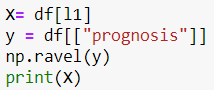 X= df[l1]
y = df[["prognosis"]]
np.ravel(y)
print(X)